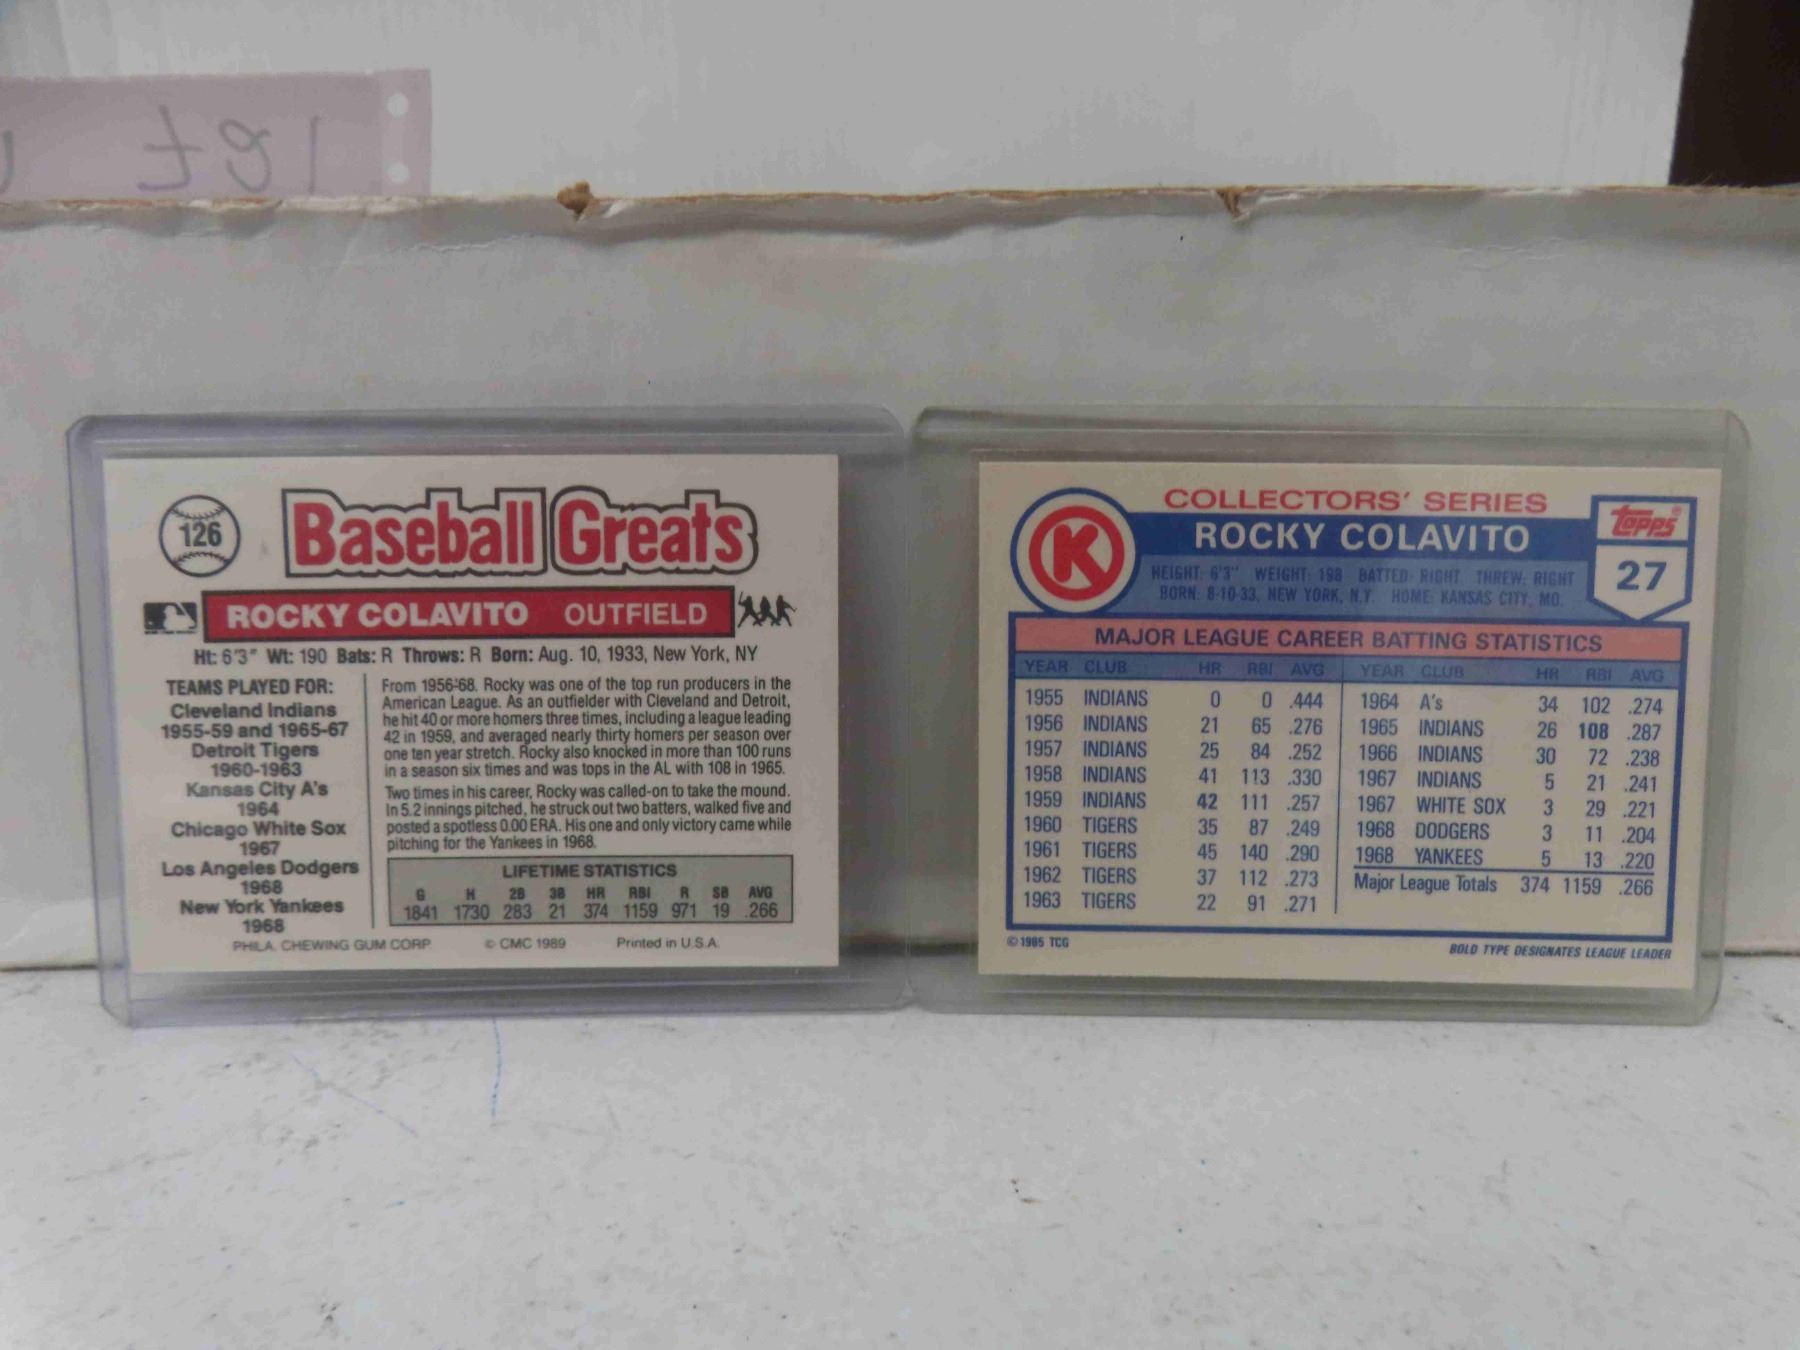 126
Baseball Greats
ROCKY COLAVITO OUTFIELD
Ht: 6'3" Wt: 190 Bats: R Throws: R Born: Aug. 10, 1933, New York, NY
TEAMS PLAYED FOR:
Cleveland Indians
1955-59 and 1965-67
Detroit Tigers
1960-1963
Kansas City A's
1964
Chicago White Sox
1967
Los Angeles Dodgers
1968
New York Yankees
1968
From 1956-68. Rocky was one of the top run producers in the
American League. As an outfielder with Cleveland and Detroit,
he hit 40 or more homers three times, including a league leading
42 in 1959, and averaged nearly thirty homers per season over
one ten year stretch. Rocky also knocked in more than 100 runs
in a season six times and was tops in the AL with 108 in 1965.
Two times in his career, Rocky was called-on to take the mound.
In 5.2 innings pitched, he struck out two batters, walked five and
posted a spotless 0.00 ERA. His one and only victory came while
pitching for the Yankees in 1968.
LIFETIME STATISTICS
G H 2B 3B HR RBI R SB AVG
1841 1730 283 21 374 1159 971 19 .266
PHILA. CHEWING GUM CORP. © CMC 1989 Printed in U.S.A.
K
COLLECTORS' SERIES
ROCKY COLAVITO
Topps®
27
HEIGHT: 6'3" WEIGHT: 198 BATTED: RIGHT THREW: RIGHT
BORN: 8-10-33, NEW YORK, N.Y. HOME: KANSAS CITY, MO.
MAJOR LEAGUE CAREER BATTING STATISTICS
YEAR CLUB HR RBI AVG
1955 INDIANS 0 0 .444
1956 INDIANS 21 65 .276
1957 INDIANS 25 84 .252
1958 INDIANS 41 113 .330
1959 INDIANS 42 111 .257
1960 TIGERS 35 87 .249
1961 TIGERS 45 140 .290
1962 TIGERS 37 112 .273
1963 TIGERS 22 91 .271
YEAR CLUB HR RBI AVG
1964 A's 34 102 .274
1965 INDIANS 26 108 .287
1966 INDIANS 30 72 .238
1967 INDIANS 5 21 .241
1967 WHITE SOX 3 29 .221
1968 DODGERS 3 11 .204
1968 YANKEES 5 13 .220
Major League Totals 374 1159 .266
© 1985 TCG
BOLD TYPE DESIGNATES LEAGUE LEADER